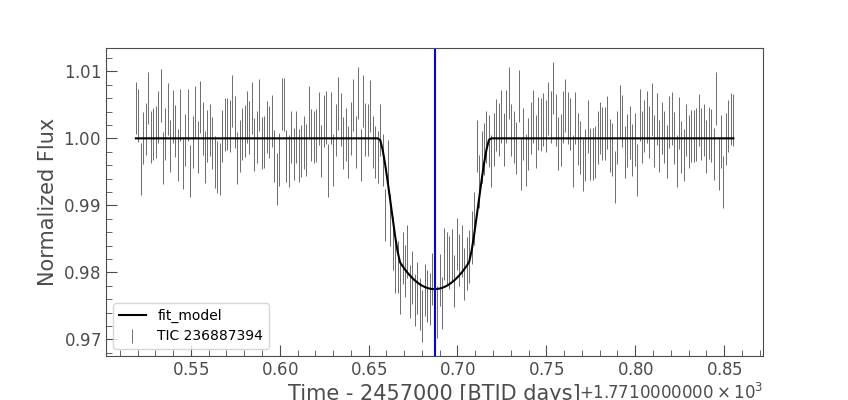 Normalized Flux
1.01
1.00
0.99
0.98
0.97
fit_model
TIC 236887394
0.55 0.60 0.65 0.70 0.75 0.80 0.85
Time - 2457000 [BTJD days]
+1.7710000000 × 10³